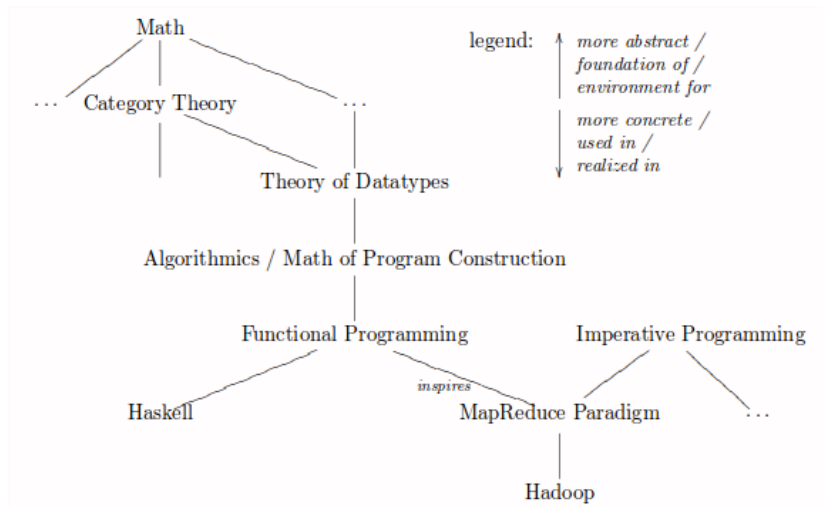 Math
legend:
more abstract /
foundation of /
environment for
... Category Theory ...
more concrete /
used in /
realized in
Theory of Datatypes
Algorithmics / Math of Program Construction
Functional Programming Imperative Programming
inspires
Haskell MapReduce Paradigm ...
Hadoop